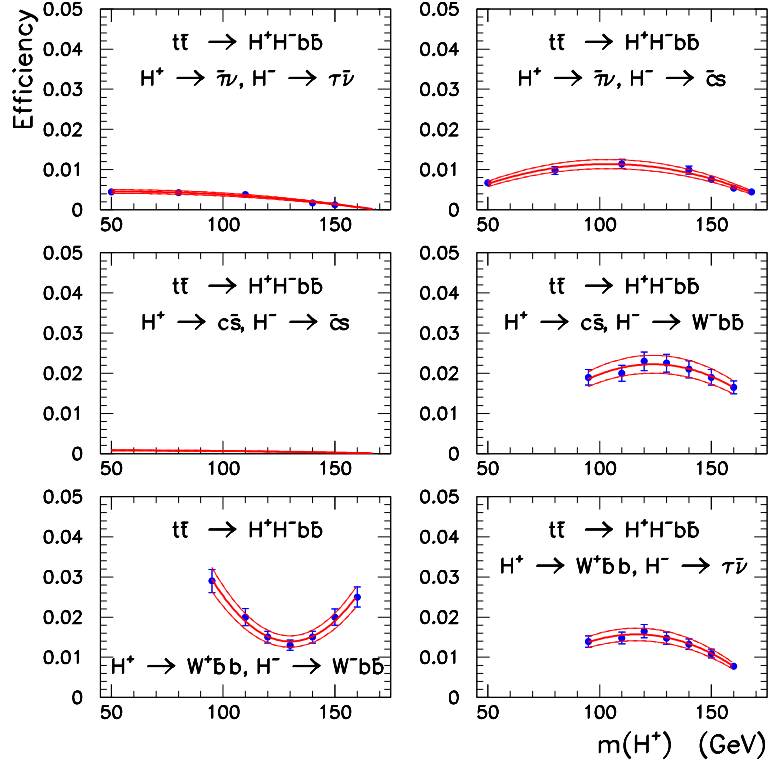 Efficiency
0.05
0.04
0.03
0.02
0.01
0
50 100 150
tt̄ → H⁺H⁻bb̄
H⁺ → τ̄ν, H⁻ → τν̄
0.05
0.04
0.03
0.02
0.01
0
50 100 150
tt̄ → H⁺H⁻bb̄
H⁺ → τ̄ν, H⁻ → c̄s
0.05
0.04
0.03
0.02
0.01
0
50 100 150
tt̄ → H⁺H⁻bb̄
H⁺ → cs̄, H⁻ → c̄s
0.05
0.04
0.03
0.02
0.01
0
50 100 150
tt̄ → H⁺H⁻bb̄
H⁺ → cs̄, H⁻ → W⁻bb̄
0.05
0.04
0.03
0.02
0.01
0
50 100 150
tt̄ → H⁺H⁻bb̄
H⁺ → W⁺b̄b, H⁻ → W⁻bb̄
0.05
0.04
0.03
0.02
0.01
0
50 100 150
tt̄ → H⁺H⁻bb̄
H⁺ → W⁺b̄b, H⁻ → τν̄
m(H⁺) (GeV)